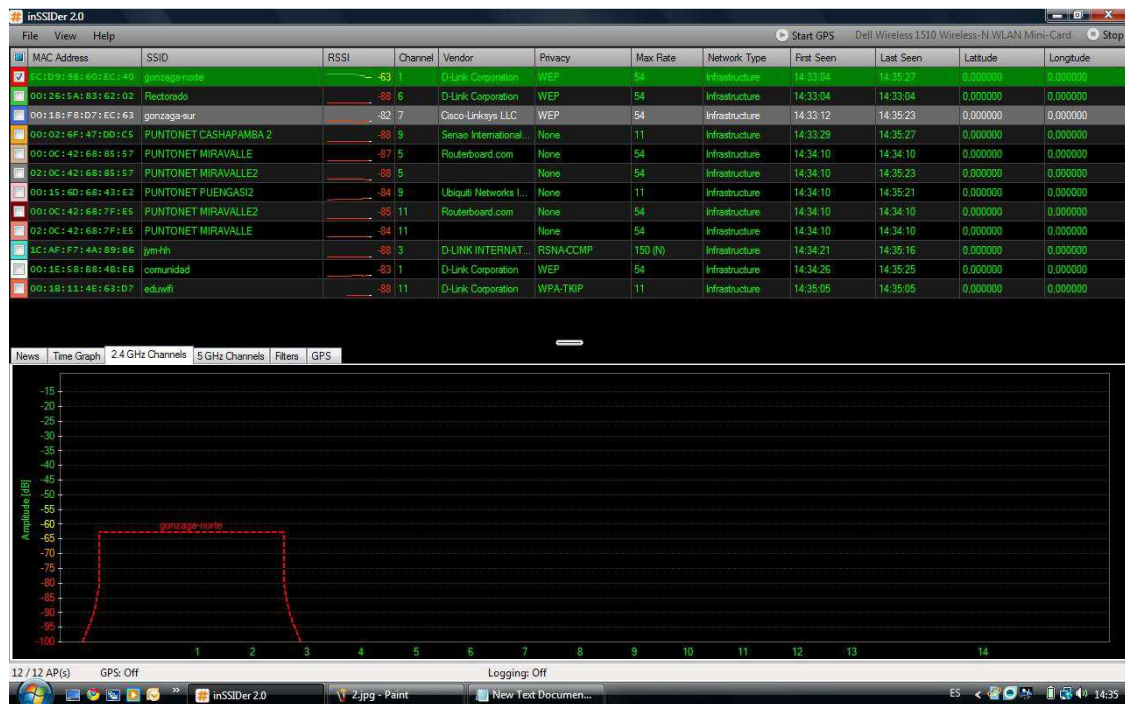 inSSIDer 2.0
File View Help Start GPS Dell Wireless 1510 Wireless-N WLAN Mini-Card Stop
MAC Address SSID RSSI Channel Vendor Privacy Max Rate Network Type First Seen Last Seen Latitude Longitude
5C:D9:98:60:EC:40 gonzaga-norte -63 1 D-Link Corporation WEP 54 Infrastructure 14:33:04 14:35:27 0,000000 0,000000
00:26:5A:83:62:02 Rectorado -88 6 D-Link Corporation WEP 54 Infrastructure 14:33:04 14:33:04 0,000000 0,000000
00:18:F8:D7:EC:63 gonzaga-sur -82 7 Cisco-Linksys LLC WEP 54 Infrastructure 14:33:12 14:35:23 0,000000 0,000000
00:02:6F:47:DD:C5 PUNTONET CASHAPAMBA 2 -88 9 Senao International... None 11 Infrastructure 14:33:29 14:35:27 0,000000 0,000000
00:0C:42:68:85:57 PUNTONET MIRAVALLE -87 5 Routerboard.com None 54 Infrastructure 14:34:10 14:34:10 0,000000 0,000000
02:0C:42:68:85:57 PUNTONET MIRAVALLE2 -88 5 None 54 Infrastructure 14:34:10 14:35:23 0,000000 0,000000
00:15:6D:68:43:E2 PUNTONET PUENGASI2 -84 9 Ubiquiti Networks I... None 11 Infrastructure 14:34:10 14:35:21 0,000000 0,000000
00:0C:42:68:7F:E5 PUNTONET MIRAVALLE2 -85 11 Routerboard.com None 54 Infrastructure 14:34:10 14:34:10 0,000000 0,000000
02:0C:42:68:7F:E5 PUNTONET MIRAVALLE -84 11 None 54 Infrastructure 14:34:10 14:34:10 0,000000 0,000000
1C:AF:F7:4A:89:B6 jym-hh -88 3 D-LINK INTERNAT... RSNA-CCMP 150 (N) Infrastructure 14:34:21 14:35:16 0,000000 0,000000
00:1E:58:B8:4B:EB comunidad -83 1 D-Link Corporation WEP 54 Infrastructure 14:34:26 14:35:25 0,000000 0,000000
00:18:11:4E:63:D7 eduwifi -88 11 D-Link Corporation WPA-TKIP 11 Infrastructure 14:35:05 14:35:05 0,000000 0,000000
News Time Graph 2.4 GHz Channels 5 GHz Channels Filters GPS
Amplitude [dB]
-15
-20
-25
-30
-35
-40
-45
-50
-55
-60
-65
-70
-75
-80
-85
-90
-95
-100
gonzaga-norte
1 2 3 4 5 6 7 8 9 10 11 12 13 14
12 / 12 AP(s) GPS: Off Logging: Off
inSSIDer 2.0 2.jpg - Paint New Text Documen... ES 14:35